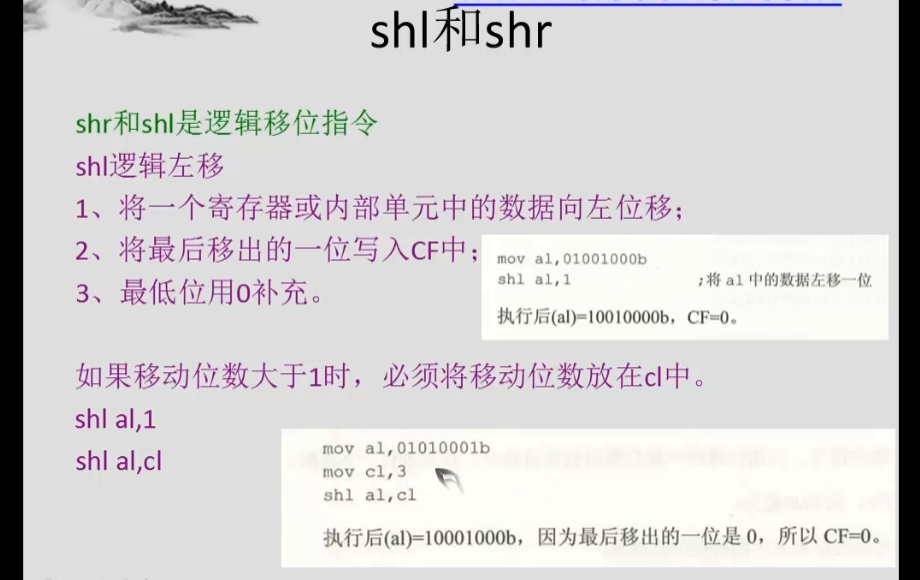 shl和shr
shr和shl是逻辑移位指令
shl逻辑左移
1、将一个寄存器或内部单元中的数据向左位移；
2、将最后移出的一位写入CF中；
3、最低位用0补充。
mov al,01001000b
shl al,1 ;将 al 中的数据左移一位
执行后(al)=10010000b，CF=0。
如果移动位数大于1时，必须将移动位数放在cl中。
shl al,1
shl al,cl
mov al,01010001b
mov cl,3
shl al,cl
执行后(al)=10001000b，因为最后移出的一位是 0，所以 CF=0。